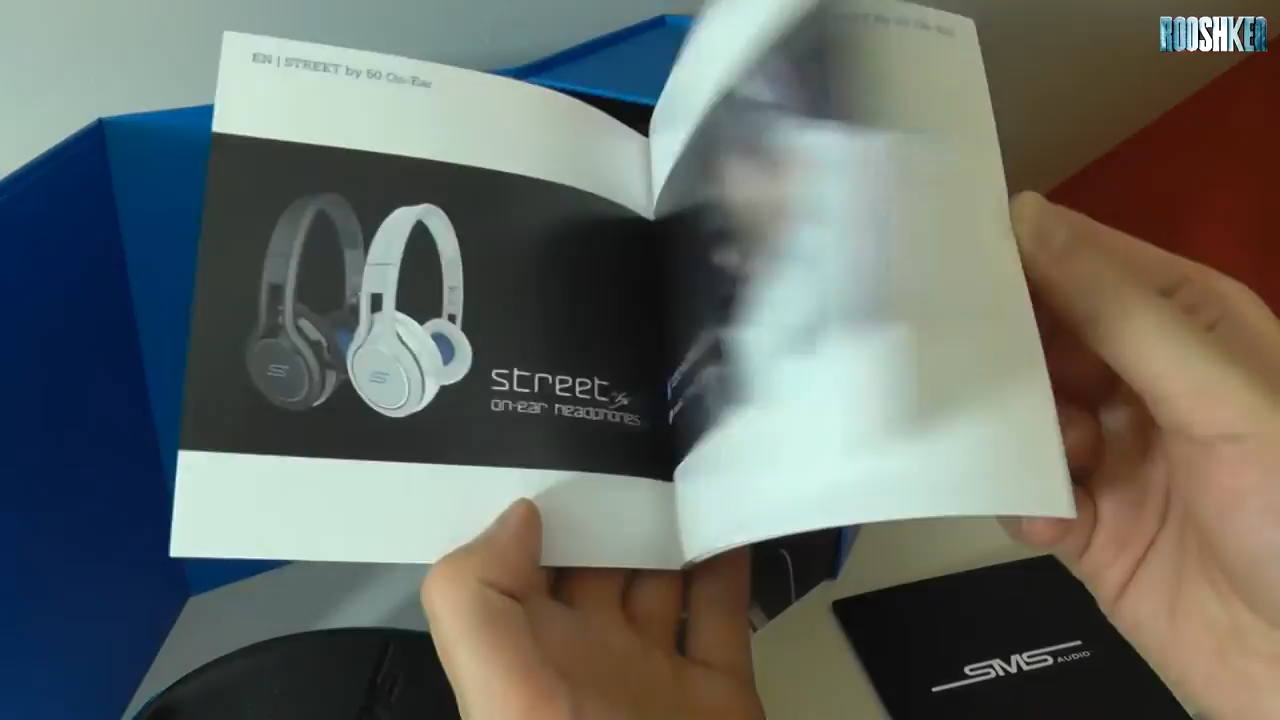 ROOSHKER
EN | STREET by 50 On-Ear
street
on-ear headphones
SMS AUDIO